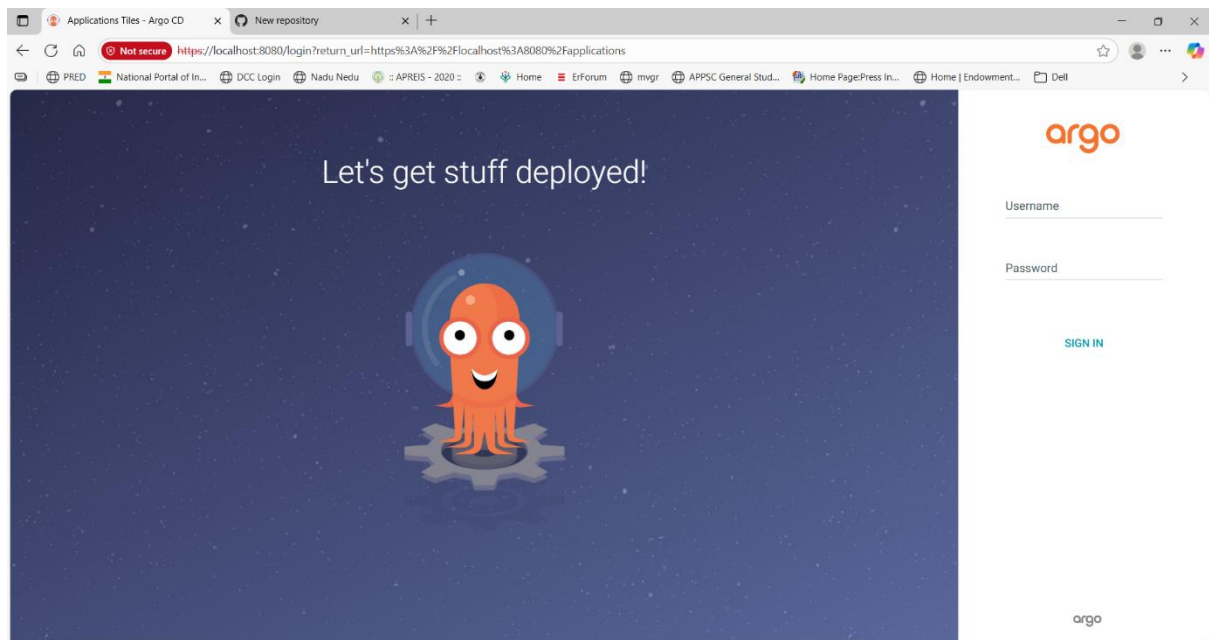 Applications Tiles - Argo CD
New repository
Not secure https://localhost:8080/login?return_url=https%3A%2F%2Flocalhost%3A8080%2Fapplications
PRED National Portal of In... DCC Login Nadu Nedu :: APREIS - 2020 :: Home ErForum mvgr APPSC General Stud... Home Page:Press In... Home | Endowment... Dell
Let's get stuff deployed!
argo
Username
Password
SIGN IN
argo